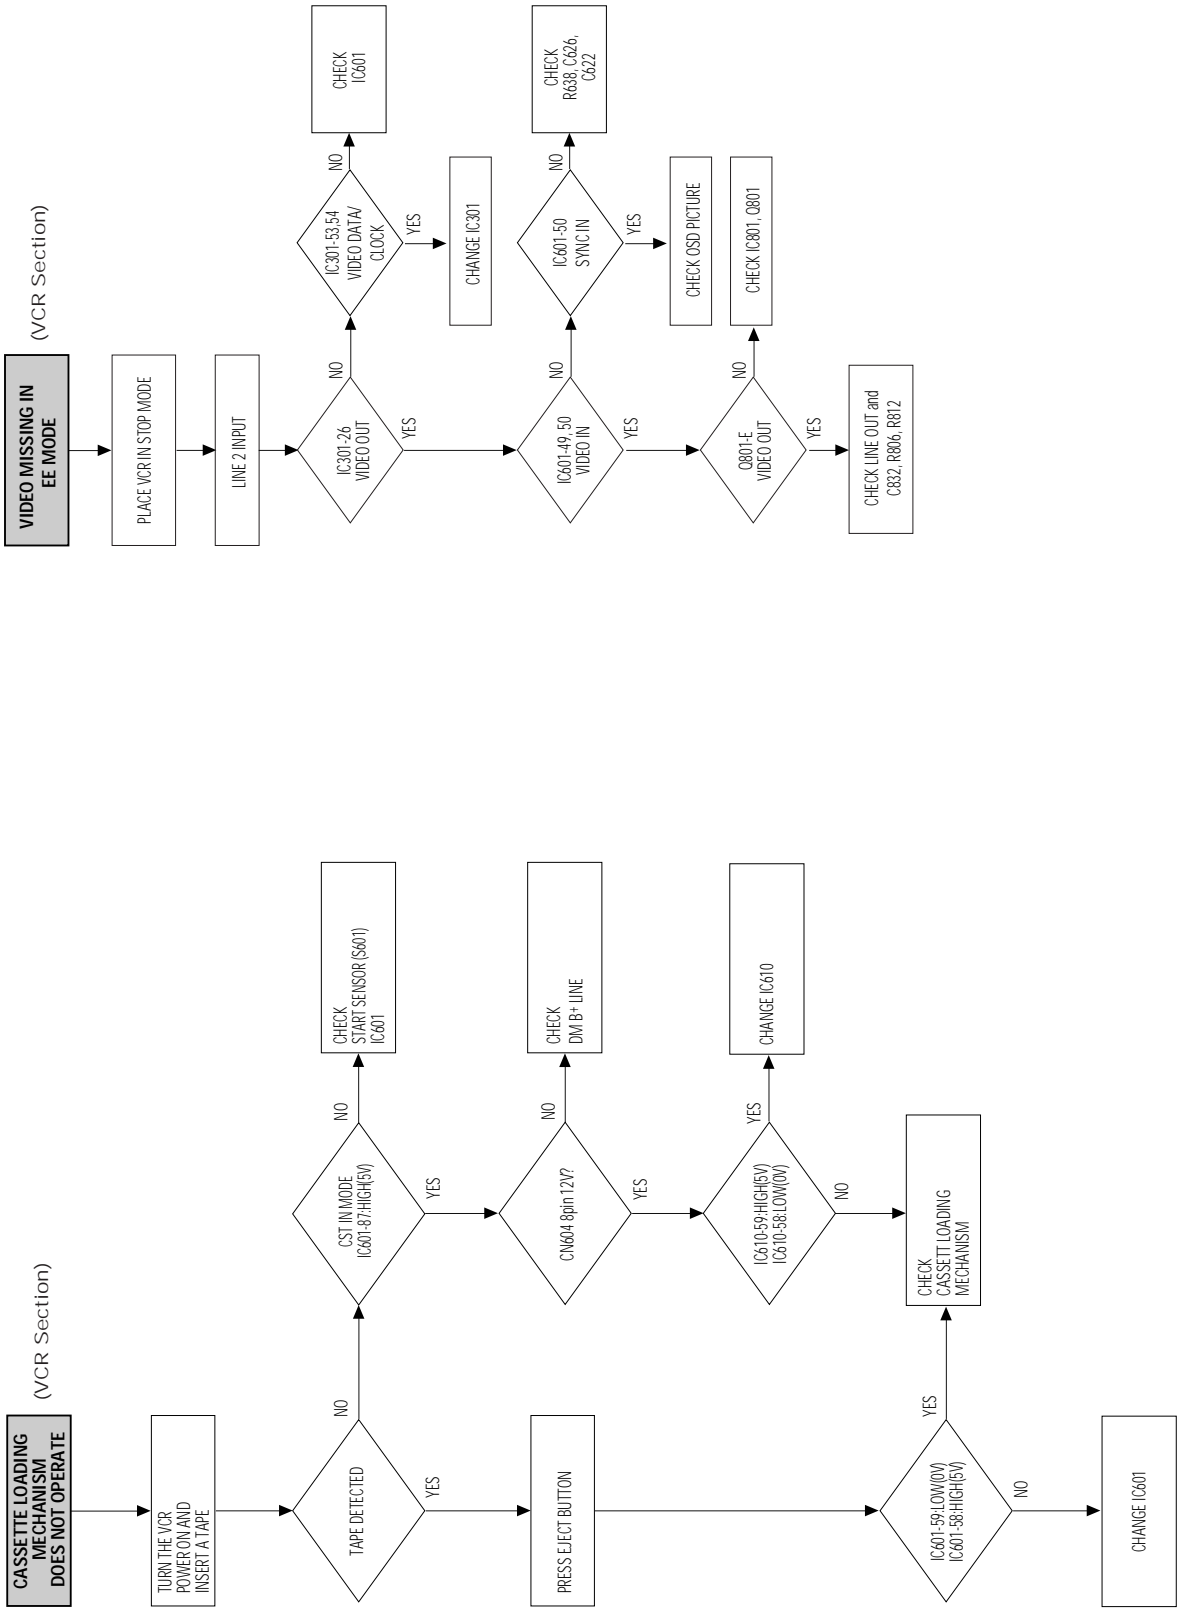 CASSETTE LOADING
MECHANISM
DOES NOT OPERATE
(VCR Section)
TURN THE VCR
POWER ON AND
INSERT A TAPE
TAPE DETECTED
NO
YES
CST IN MODE
IC601-87:HIGH(5V)
NO
YES
CHECK
START SENSOR (S601)
IC601
PRESS EJECT BUTTON
CN604 8pin 12V?
NO
YES
CHECK
DM B+ LINE
IC610-59:HIGH(5V)
IC610-58:LOW(0V)
YES
NO
CHANGE IC610
IC601-59:LOW(0V)
IC601-58:HIGH(5V)
YES
NO
CHECK
CASSETT LOADING
MECHANISM
CHANGE IC601
VIDEO MISSING IN
EE MODE
(VCR Section)
PLACE VCR IN STOP MODE
LINE 2 INPUT
IC301-26
VIDEO OUT
NO
YES
IC301-53,54
VIDEO DATA/
CLOCK
NO
YES
CHECK
IC601
CHANGE IC301
IC601-49, 50
VIDEO IN
NO
YES
IC601-50
SYNC IN
NO
YES
CHECK
R638, C626,
C622
CHECK OSD PICTURE
Q801-E
VIDEO OUT
NO
YES
CHECK IC801, Q801
CHECK LINE OUT and
C832, R806, R812